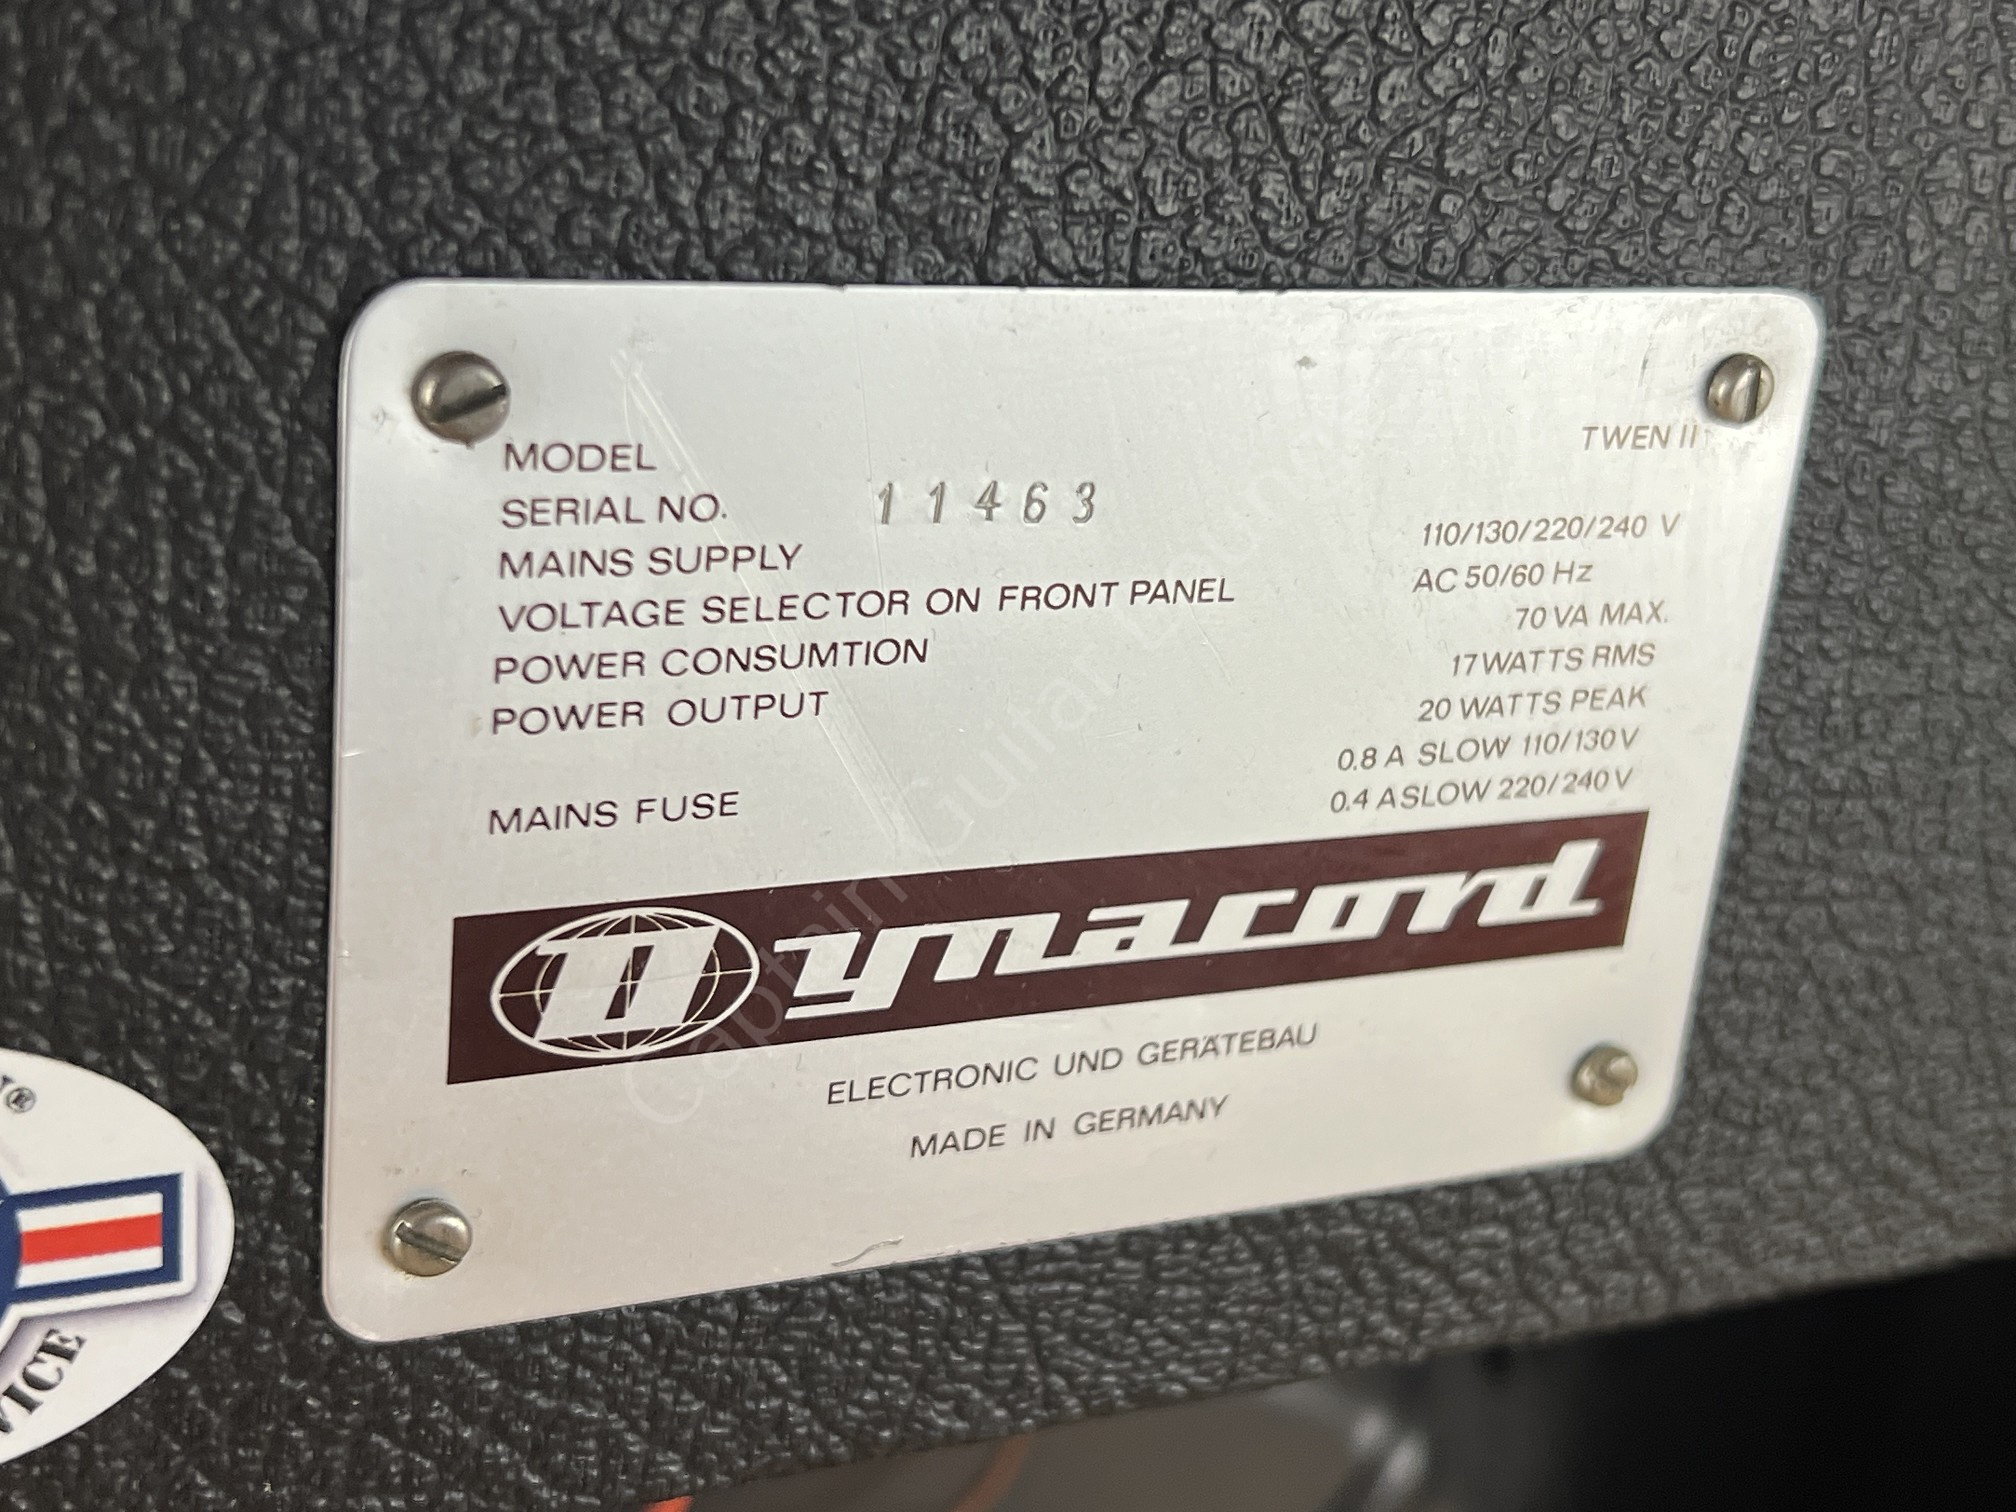 MODEL TWEN II
SERIAL NO. 11463
MAINS SUPPLY 110/130/220/240 V
VOLTAGE SELECTOR ON FRONT PANEL AC 50/60 Hz
POWER CONSUMTION 70 VA MAX.
POWER OUTPUT 17 WATTS RMS
20 WATTS PEAK
MAINS FUSE 0.8 A SLOW 110/130 V
0.4 A SLOW 220/240 V
Dynacord
ELECTRONIC UND GERÄTEBAU
MADE IN GERMANY
Captain Guitar Lounge